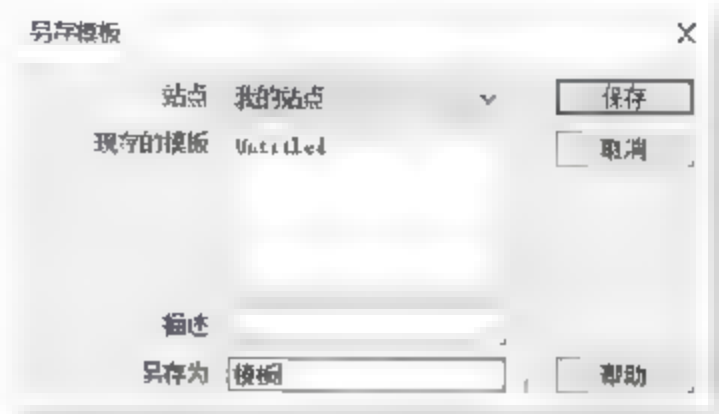 另存模板
站点 我的站点 保存
现存的模板 Untitled 取消
描述
另存为: 模板 帮助